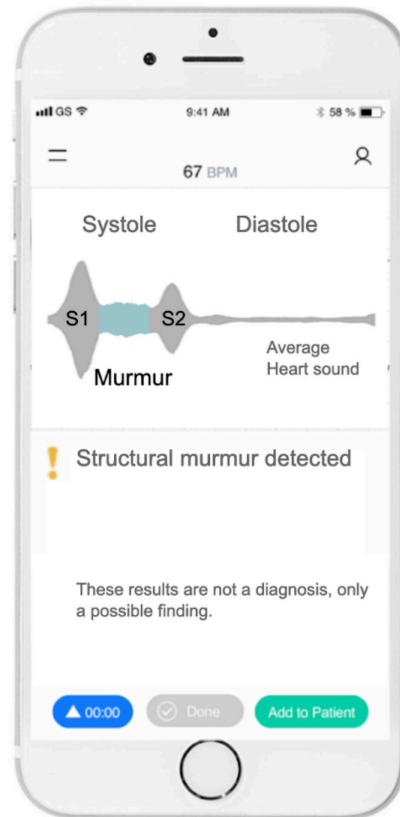 GS 9:41 AM 58 %
67 BPM
Systole Diastole
S1 S2
Murmur
Average
Heart sound
Structural murmur detected
These results are not a diagnosis, only
a possible finding.
00:00 Done Add to Patient